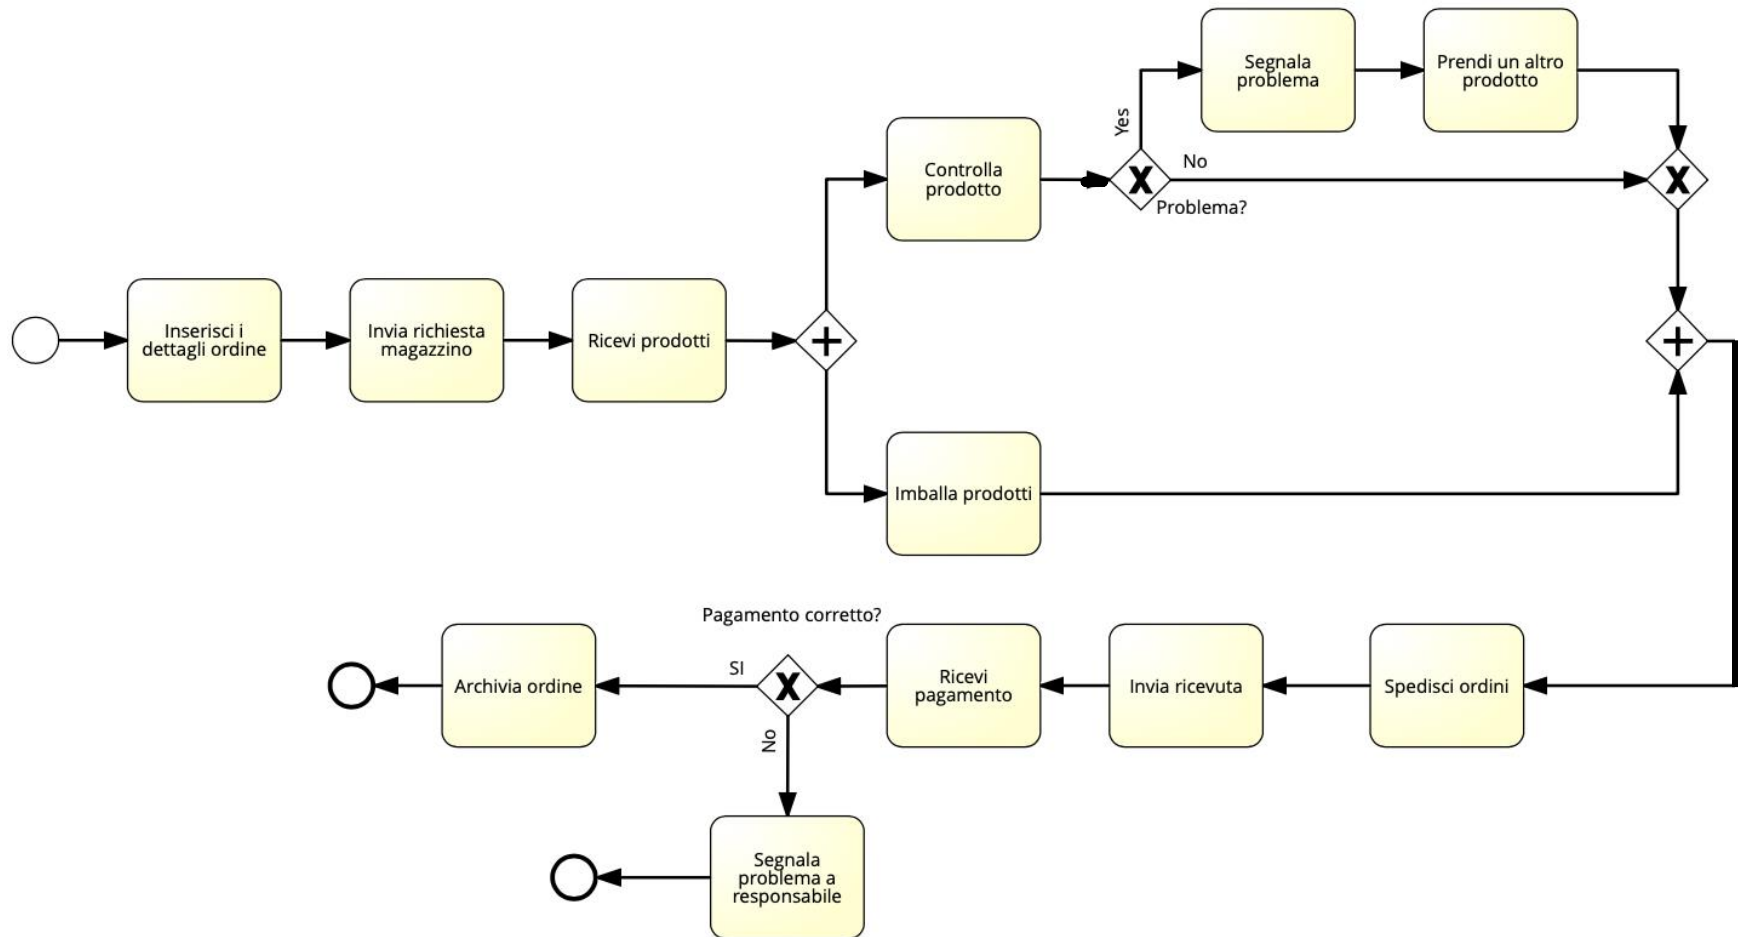 Segnala
problema
Prendi un altro
prodotto
Yes
Controlla
prodotto
No
Problema?
Inserisci i
dettagli ordine
Invia richiesta
magazzino
Ricevi prodotti
Imballa prodotti
Pagamento corretto?
Archivia ordine
SI
Ricevi
pagamento
Invia ricevuta
Spedisci ordini
No
Segnala
problema a
responsabile